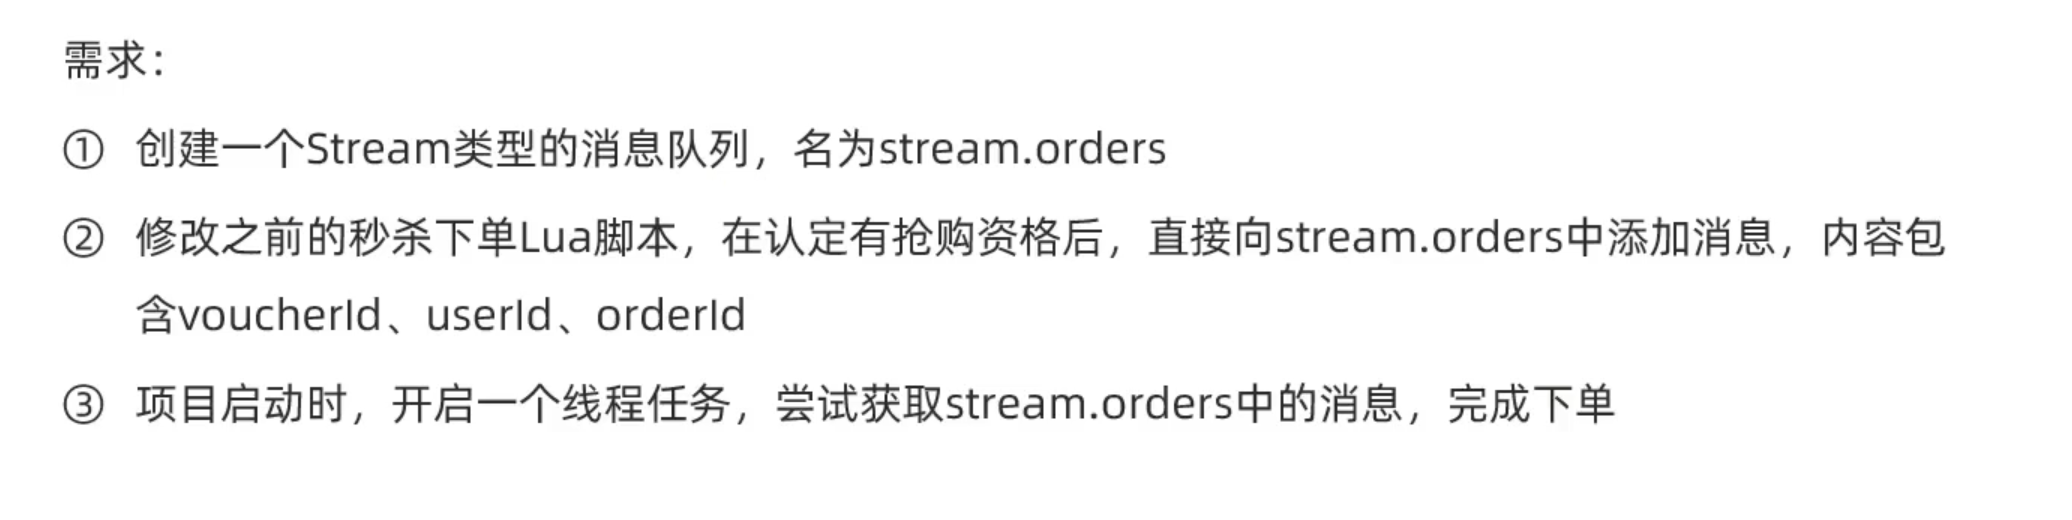 需求：
① 创建一个Stream类型的消息队列，名为stream.orders
② 修改之前的秒杀下单Lua脚本，在认定有抢购资格后，直接向stream.orders中添加消息，内容包
含voucherId、userId、orderId
③ 项目启动时，开启一个线程任务，尝试获取stream.orders中的消息，完成下单